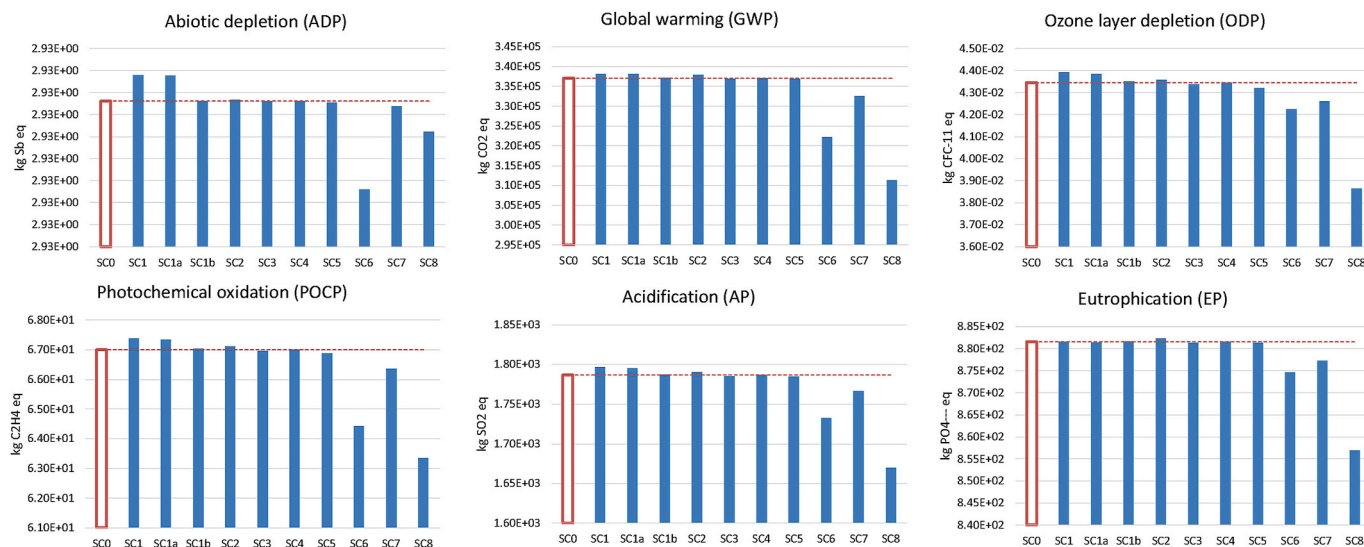 Abiotic depletion (ADP)
kg Sb eq
2.93E+00
2.93E+00
2.93E+00
2.93E+00
2.93E+00
2.93E+00
2.93E+00
2.93E+00
2.93E+00
2.93E+00
SC0 SC1 SC1a SC1b SC2 SC3 SC4 SC5 SC6 SC7 SC8
Global warming (GWP)
kg CO2 eq
3.45E+05
3.40E+05
3.35E+05
3.30E+05
3.25E+05
3.20E+05
3.15E+05
3.10E+05
3.05E+05
3.00E+05
2.95E+05
SC0 SC1 SC1a SC1b SC2 SC3 SC4 SC5 SC6 SC7 SC8
Ozone layer depletion (ODP)
kg CFC-11 eq
4.50E-02
4.40E-02
4.30E-02
4.20E-02
4.10E-02
4.00E-02
3.90E-02
3.80E-02
3.70E-02
3.60E-02
SC0 SC1 SC1a SC1b SC2 SC3 SC4 SC5 SC6 SC7 SC8
Photochemical oxidation (POCP)
kg C2H4 eq
6.80E+01
6.70E+01
6.60E+01
6.50E+01
6.40E+01
6.30E+01
6.20E+01
6.10E+01
SC0 SC1 SC1a SC1b SC2 SC3 SC4 SC5 SC6 SC7 SC8
Acidification (AP)
kg SO2 eq
1.85E+03
1.80E+03
1.75E+03
1.70E+03
1.65E+03
1.60E+03
SC0 SC1 SC1a SC1b SC2 SC3 SC4 SC5 SC6 SC7 SC8
Eutrophication (EP)
kg PO4--- eq
8.85E+02
8.80E+02
8.75E+02
8.70E+02
8.65E+02
8.60E+02
8.55E+02
8.50E+02
8.45E+02
8.40E+02
SC0 SC1 SC1a SC1b SC2 SC3 SC4 SC5 SC6 SC7 SC8